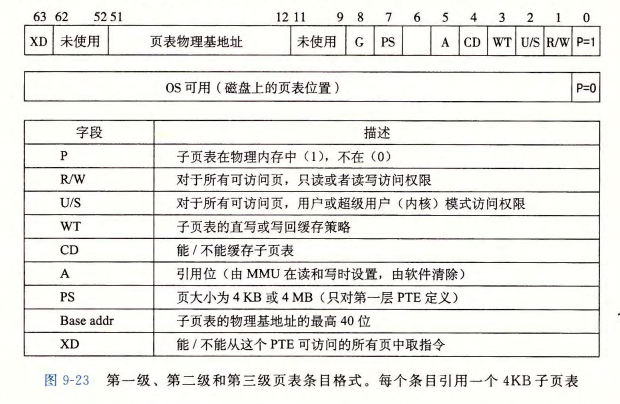 63 62 52 51 12 11 9 8 7 6 5 4 3 2 1 0
XD 未使用 页表物理基地址 未使用 G PS A CD WT U/S R/W P=1
OS 可用（磁盘上的页表位置） P=0
字段 描述
P 子页表在物理内存中（1），不在（0）
R/W 对于所有可访问页，只读或者读写访问权限
U/S 对于所有可访问页，用户或超级用户（内核）模式访问权限
WT 子页表的直写或写回缓存策略
CD 能/不能缓存子页表
A 引用位（由 MMU 在读和写时设置，由软件清除）
PS 页大小为 4 KB 或 4 MB（只对第一层 PTE 定义）
Base addr 子页表的物理基地址的最高 40 位
XD 能/不能从这个 PTE 可访问的所有页中取指令
图 9-23 第一级、第二级和第三级页表条目格式。每个条目引用一个 4KB 子页表